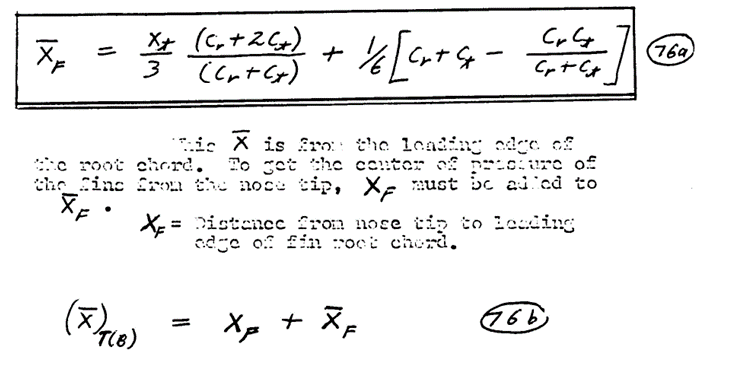 X̄_F = X_t/3 (C_r + 2C_t)/(C_r + C_t) + 1/6 [C_r + C_t − C_r C_t/(C_r + C_t)] (76a)
This X̄ is from the leading edge of
the root chord. To get the center of pressure of
the fins from the nose tip, X_F must be added to
X̄_F .
X_F = Distance from nose tip to leading
edge of fin root chord.
(X̄)_T(B) = X_F + X̄_F (76b)